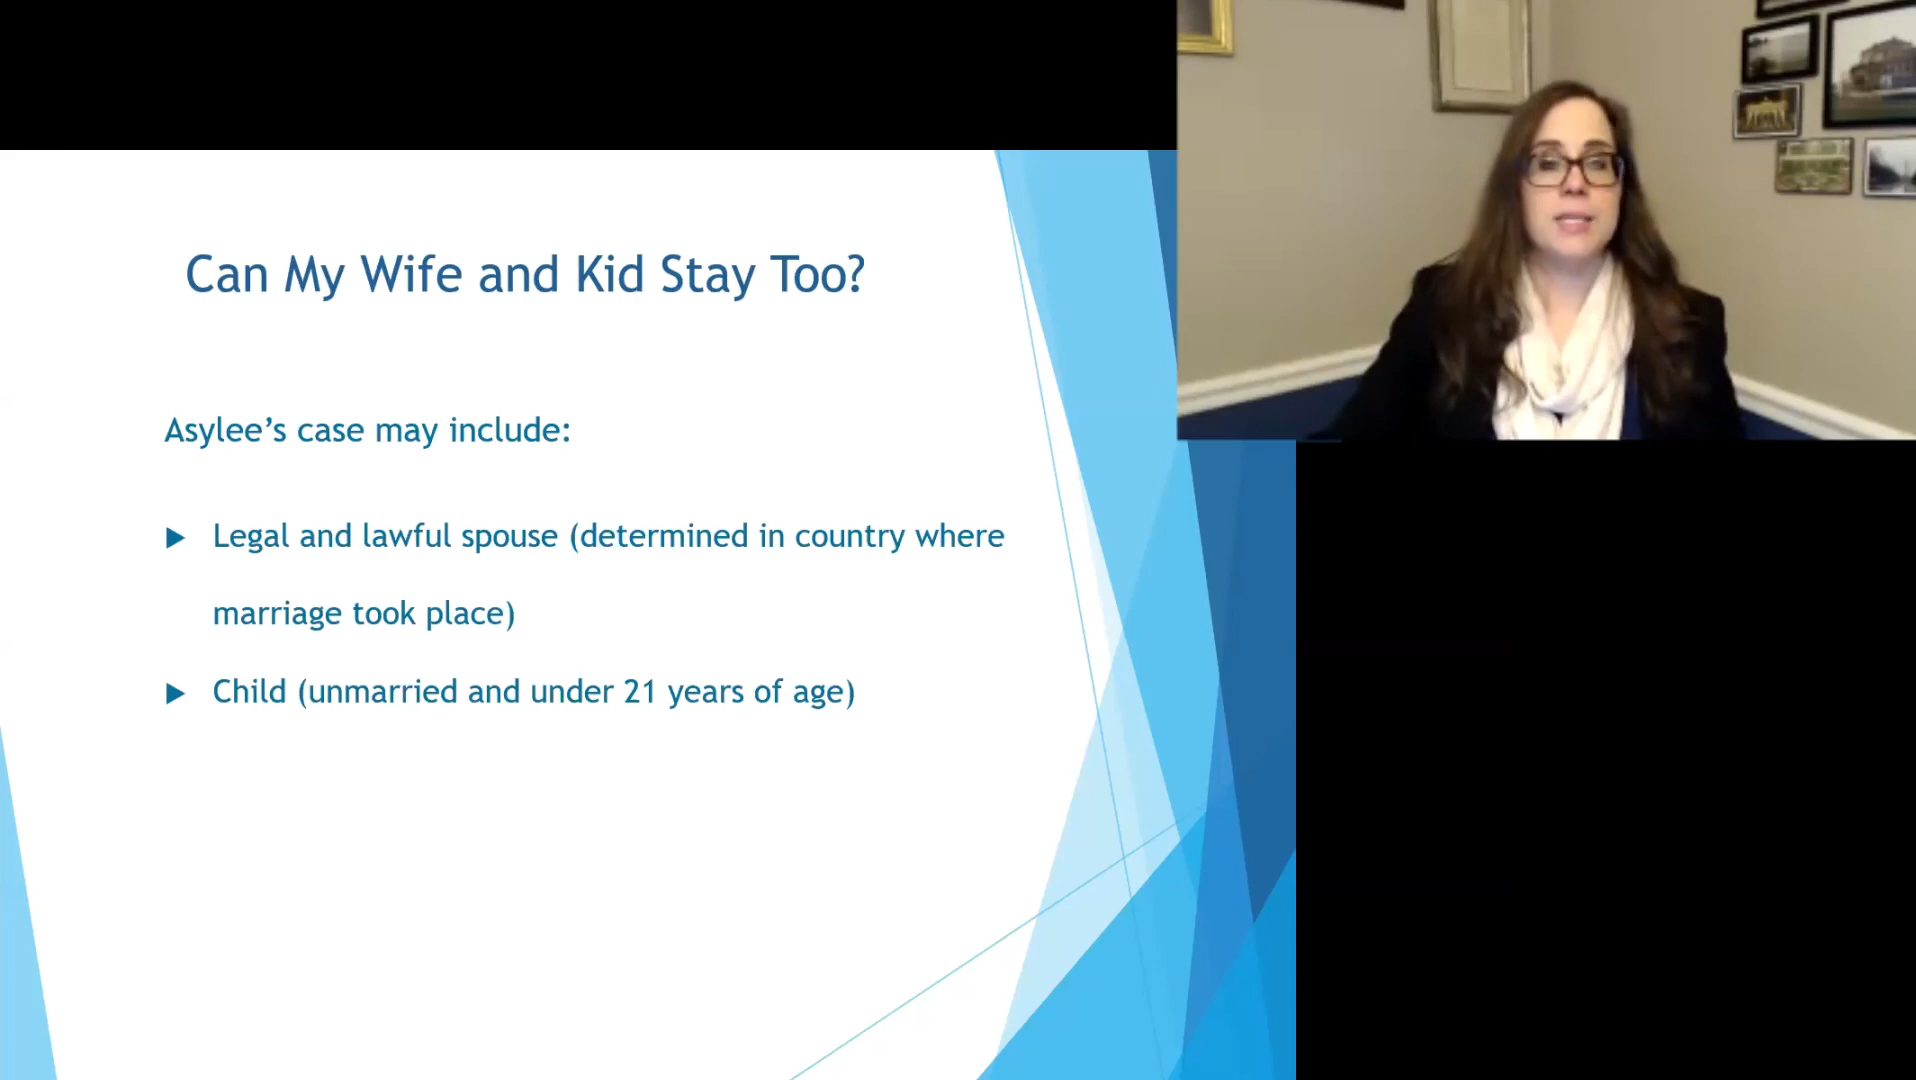 Can My Wife and Kid Stay Too?
Asylee’s case may include:
Legal and lawful spouse (determined in country where
marriage took place)
Child (unmarried and under 21 years of age)